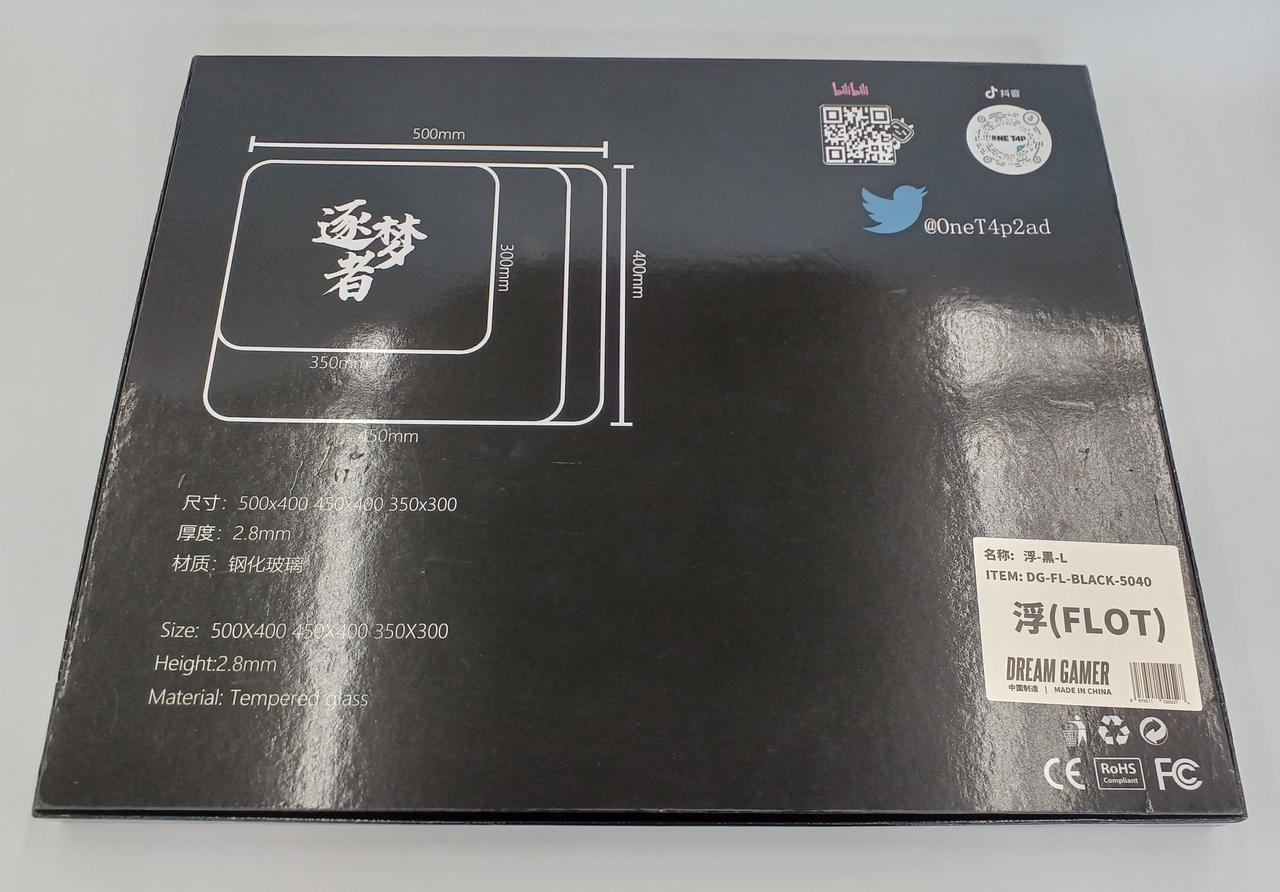 500mm
逐梦
者
300mm
400mm
350mm
450mm
bilibili
抖音
ONE T4P
@OneT4p2ad
尺寸：500x400 450x400 350x300
厚度：2.8mm
材质：钢化玻璃
Size: 500X400 450X400 350X300
Height:2.8mm
Material: Tempered glass
名称：浮-黑-L
ITEM: DG-FL-BLACK-5040
浮(FLOT)
DREAM GAMER
中国制造 | MADE IN CHINA
CE RoHS FC
Compliant